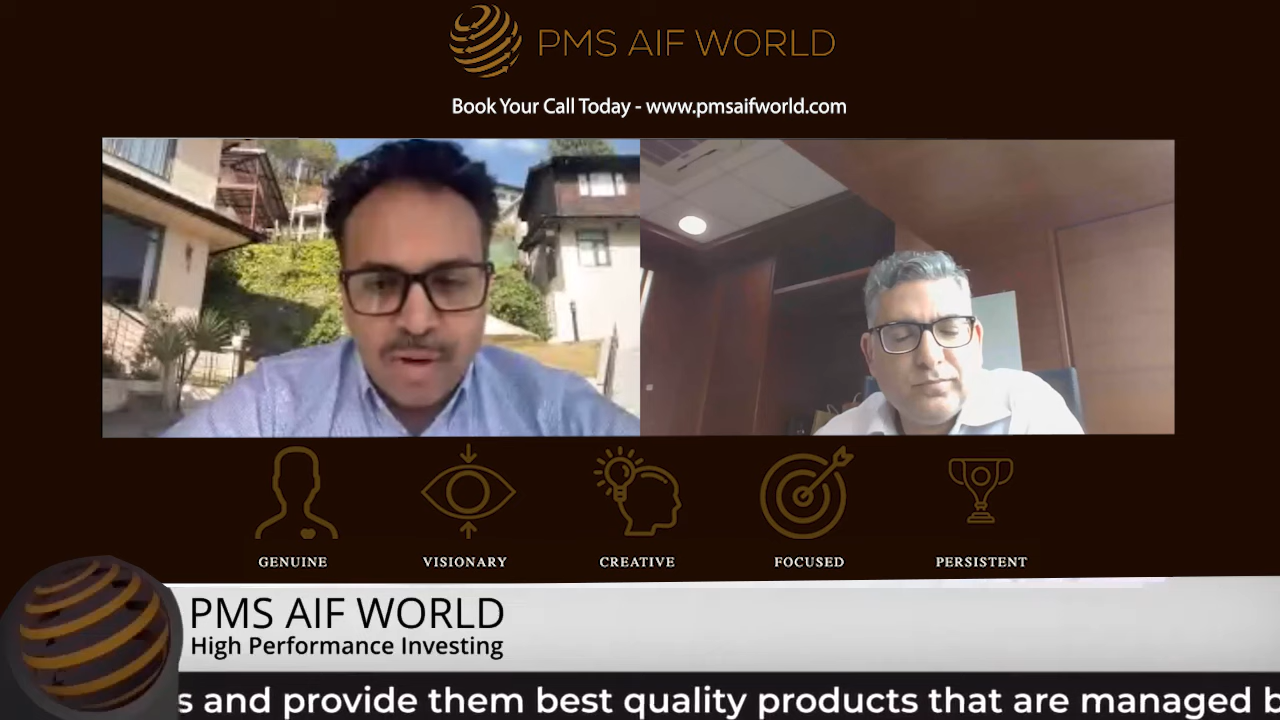 PMS AIF WORLD
Book Your Call Today - www.pmsaifworld.com
GENUINE
VISIONARY
CREATIVE
FOCUSED
PERSISTENT
PMS AIF WORLD
High Performance Investing
s and provide them best quality products that are managed b